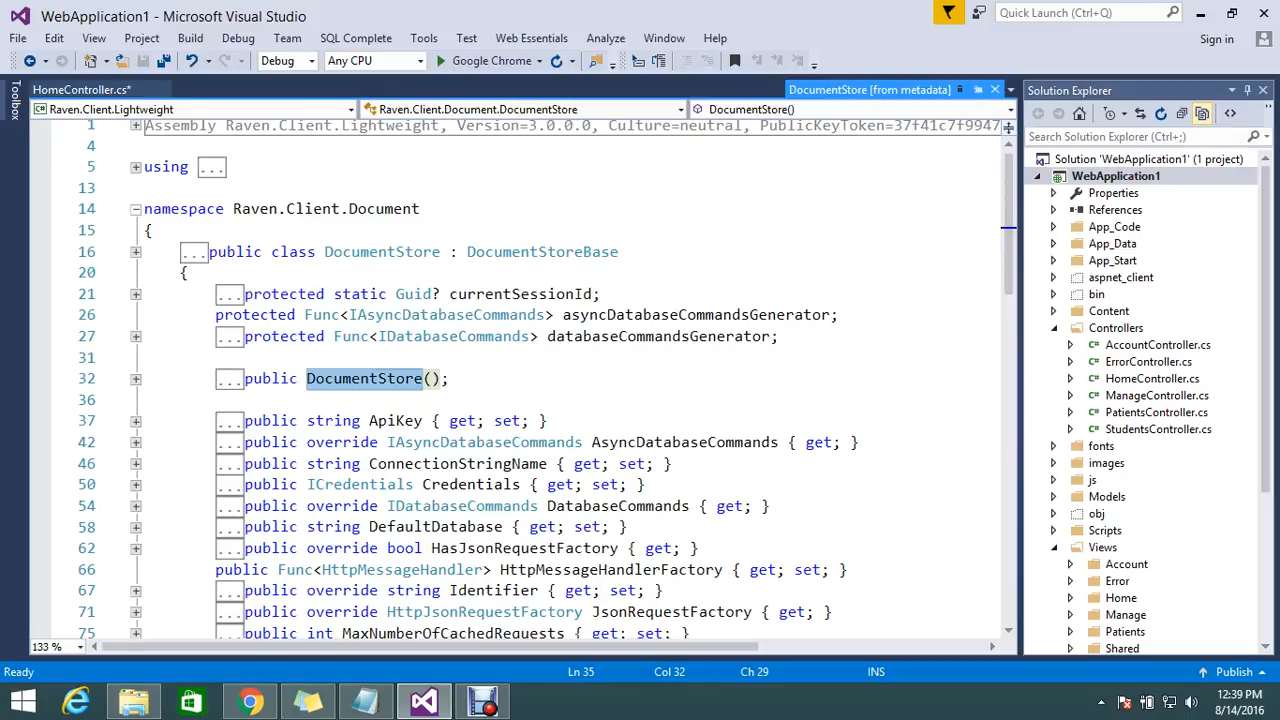 WebApplication1 - Microsoft Visual Studio
Quick Launch (Ctrl+Q)
File Edit View Project Build Debug Team SQL Complete Tools Test Web Essentials Analyze Window Help
Sign in
Debug Any CPU Google Chrome
Toolbox
HomeController.cs*
DocumentStore [from metadata]
Raven.Client.Lightweight
Raven.Client.Document.DocumentStore
DocumentStore()
1 Assembly Raven.Client.Lightweight, Version=3.0.0.0, Culture=neutral, PublicKeyToken=37f41c7f9947
4
5 using ...
13
14 namespace Raven.Client.Document
15 {
16 ...public class DocumentStore : DocumentStoreBase
20 {
21 ...protected static Guid? currentSessionId;
26 protected Func<IAsyncDatabaseCommands> asyncDatabaseCommandsGenerator;
27 ...protected Func<IDatabaseCommands> databaseCommandsGenerator;
31
32 ...public DocumentStore();
36
37 ...public string ApiKey { get; set; }
42 ...public override IAsyncDatabaseCommands AsyncDatabaseCommands { get; }
46 ...public string ConnectionStringName { get; set; }
50 ...public ICredentials Credentials { get; set; }
54 ...public override IDatabaseCommands DatabaseCommands { get; }
58 ...public string DefaultDatabase { get; set; }
62 ...public override bool HasJsonRequestFactory { get; }
66 public Func<HttpMessageHandler> HttpMessageHandlerFactory { get; set; }
67 ...public override string Identifier { get; set; }
71 ...public override HttpJsonRequestFactory JsonRequestFactory { get; }
75 ...public int MaxNumberOfCachedRequests { get; set; }
133 %
Solution Explorer
Search Solution Explorer (Ctrl+;)
Solution 'WebApplication1' (1 project)
WebApplication1
Properties
References
App_Code
App_Data
App_Start
aspnet_client
bin
Content
Controllers
AccountController.cs
ErrorController.cs
HomeController.cs
ManageController.cs
PatientsController.cs
StudentsController.cs
fonts
images
js
Models
obj
Scripts
Views
Account
Error
Home
Manage
Patients
Shared
Ready Ln 35 Col 32 Ch 29 INS Publish
12:39 PM
8/14/2016